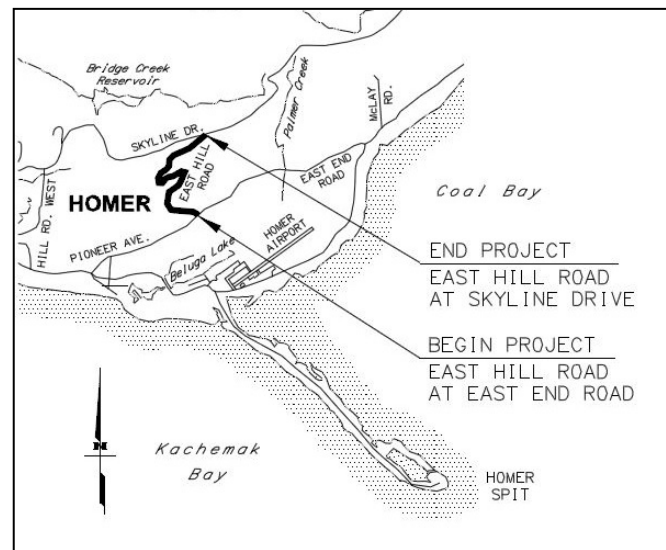 Bridge Creek
Reservoir
Palmer Creek
McLAY
RD.
SKYLINE DR.
EAST HILL
ROAD
EAST END
ROAD
Coal Bay
HILL RD. WEST
HOMER
PIONEER AVE.
HOMER
AIRPORT
Beluga Lake
END PROJECT
EAST HILL ROAD
AT SKYLINE DRIVE
BEGIN PROJECT
EAST HILL ROAD
AT EAST END ROAD
N
Kachemak
Bay
HOMER
SPIT